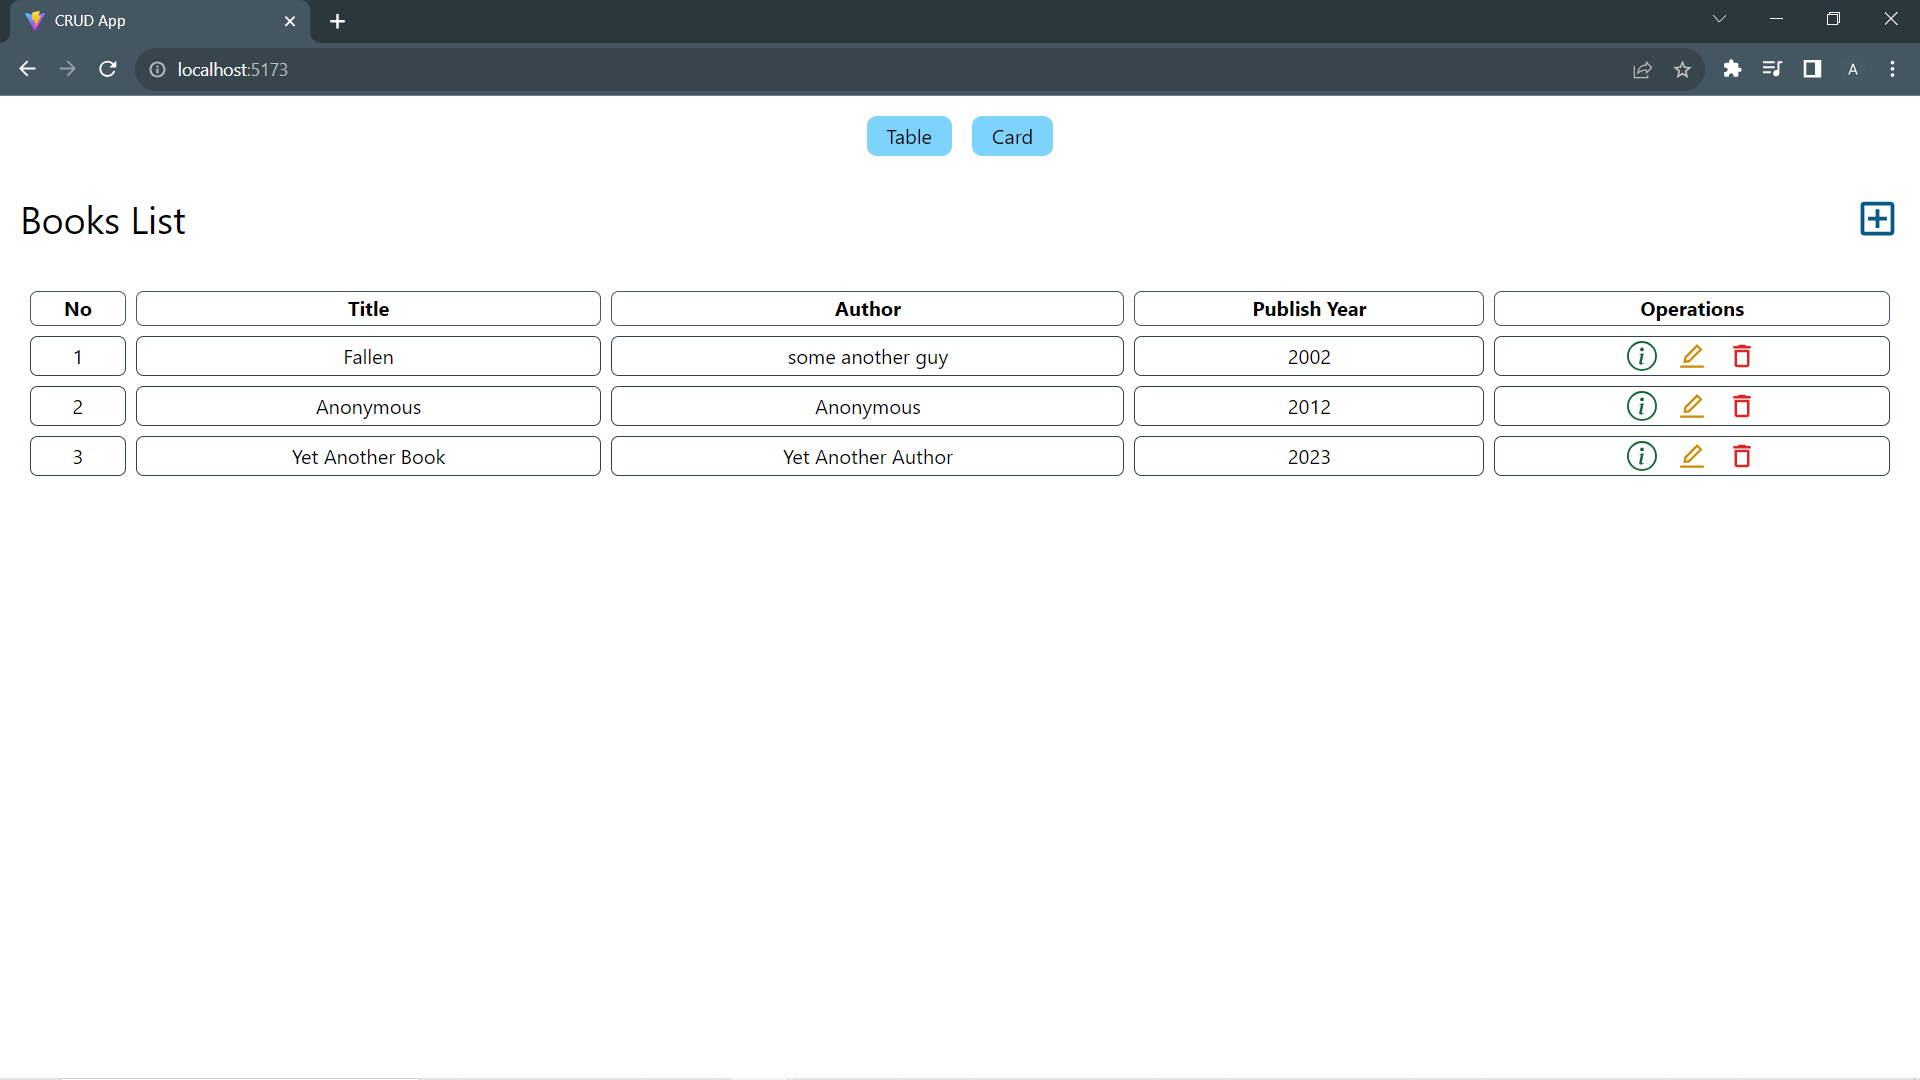 CRUD App
localhost:5173
A
Table Card
Books List
No Title Author Publish Year Operations
1 Fallen some another guy 2002
2 Anonymous Anonymous 2012
3 Yet Another Book Yet Another Author 2023